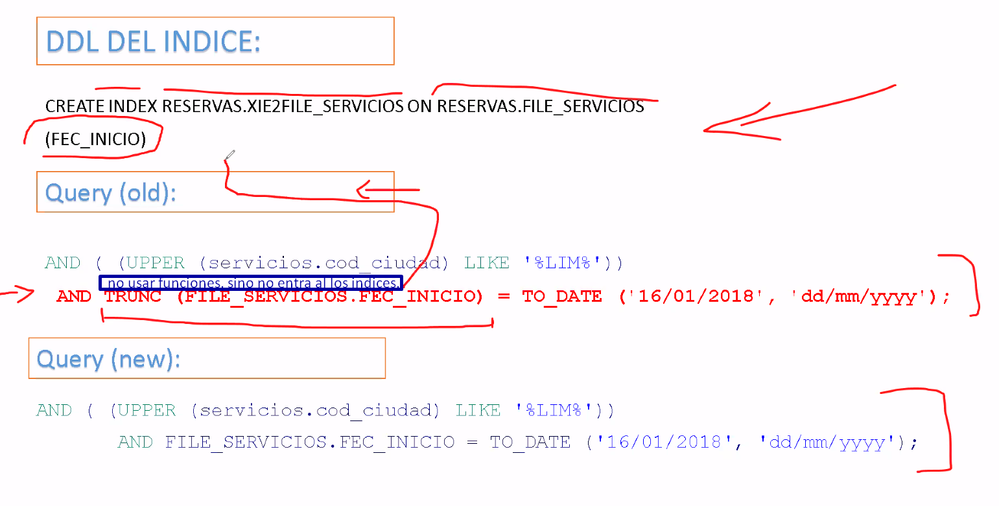 DDL DEL INDICE:
CREATE INDEX RESERVAS.XIE2FILE_SERVICIOS ON RESERVAS.FILE_SERVICIOS
(FEC_INICIO)
Query (old):
AND ( (UPPER (servicios.cod_ciudad) LIKE '%LIM%'))
no usar funciones, sino no entra al los indices.
AND TRUNC (FILE_SERVICIOS.FEC_INICIO) = TO_DATE ('16/01/2018', 'dd/mm/yyyy');
Query (new):
AND ( (UPPER (servicios.cod_ciudad) LIKE '%LIM%'))
AND FILE_SERVICIOS.FEC_INICIO = TO_DATE ('16/01/2018', 'dd/mm/yyyy');